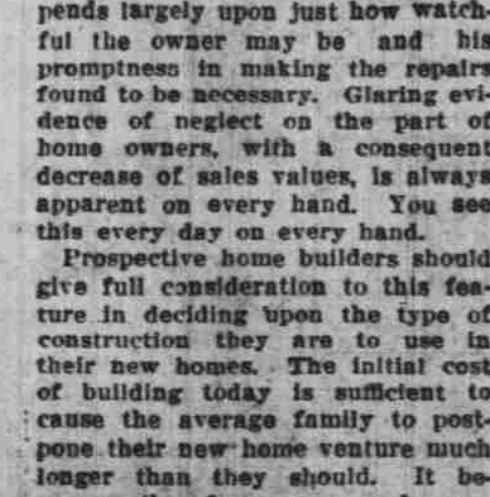 pends largely upon just how watch-
ful the owner may be and his
promptness in making the repairs
found to be necessary. Glaring evi-
dence of neglect on the part of
home owners, with a consequent
decrease of sales values, is always
apparent on every hand. You see
this every day on every hand.
Prospective home builders should
give full consideration to this fea-
ture in deciding upon the type of
construction they are to use in
their new homes. The initial cost
of building today is sufficient to
cause the average family to post-
pone their new home venture much
longer than they should. It be-